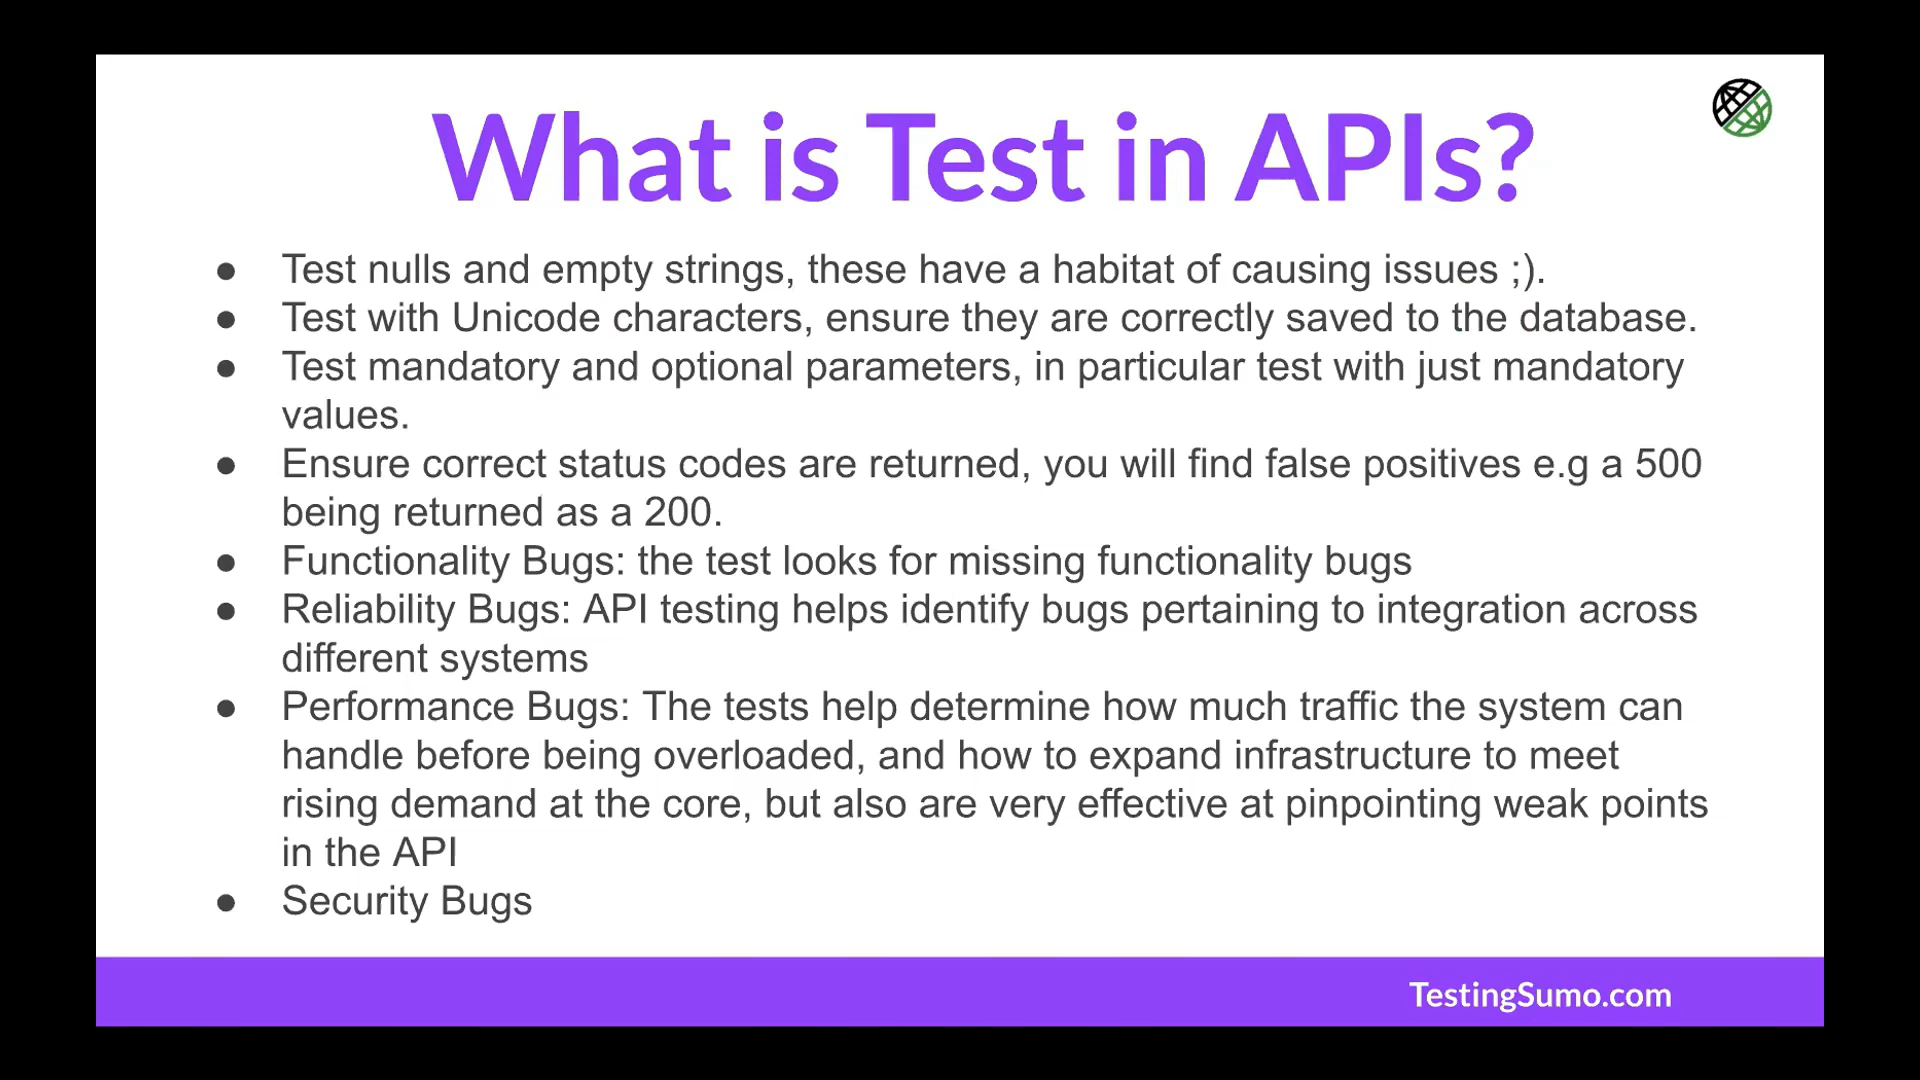 What is Test in APIs?
● Test nulls and empty strings, these have a habitat of causing issues ;).
● Test with Unicode characters, ensure they are correctly saved to the database.
● Test mandatory and optional parameters, in particular test with just mandatory
values.
● Ensure correct status codes are returned, you will find false positives e.g a 500
being returned as a 200.
● Functionality Bugs: the test looks for missing functionality bugs
● Reliability Bugs: API testing helps identify bugs pertaining to integration across
different systems
● Performance Bugs: The tests help determine how much traffic the system can
handle before being overloaded, and how to expand infrastructure to meet
rising demand at the core, but also are very effective at pinpointing weak points
in the API
● Security Bugs
TestingSumo.com